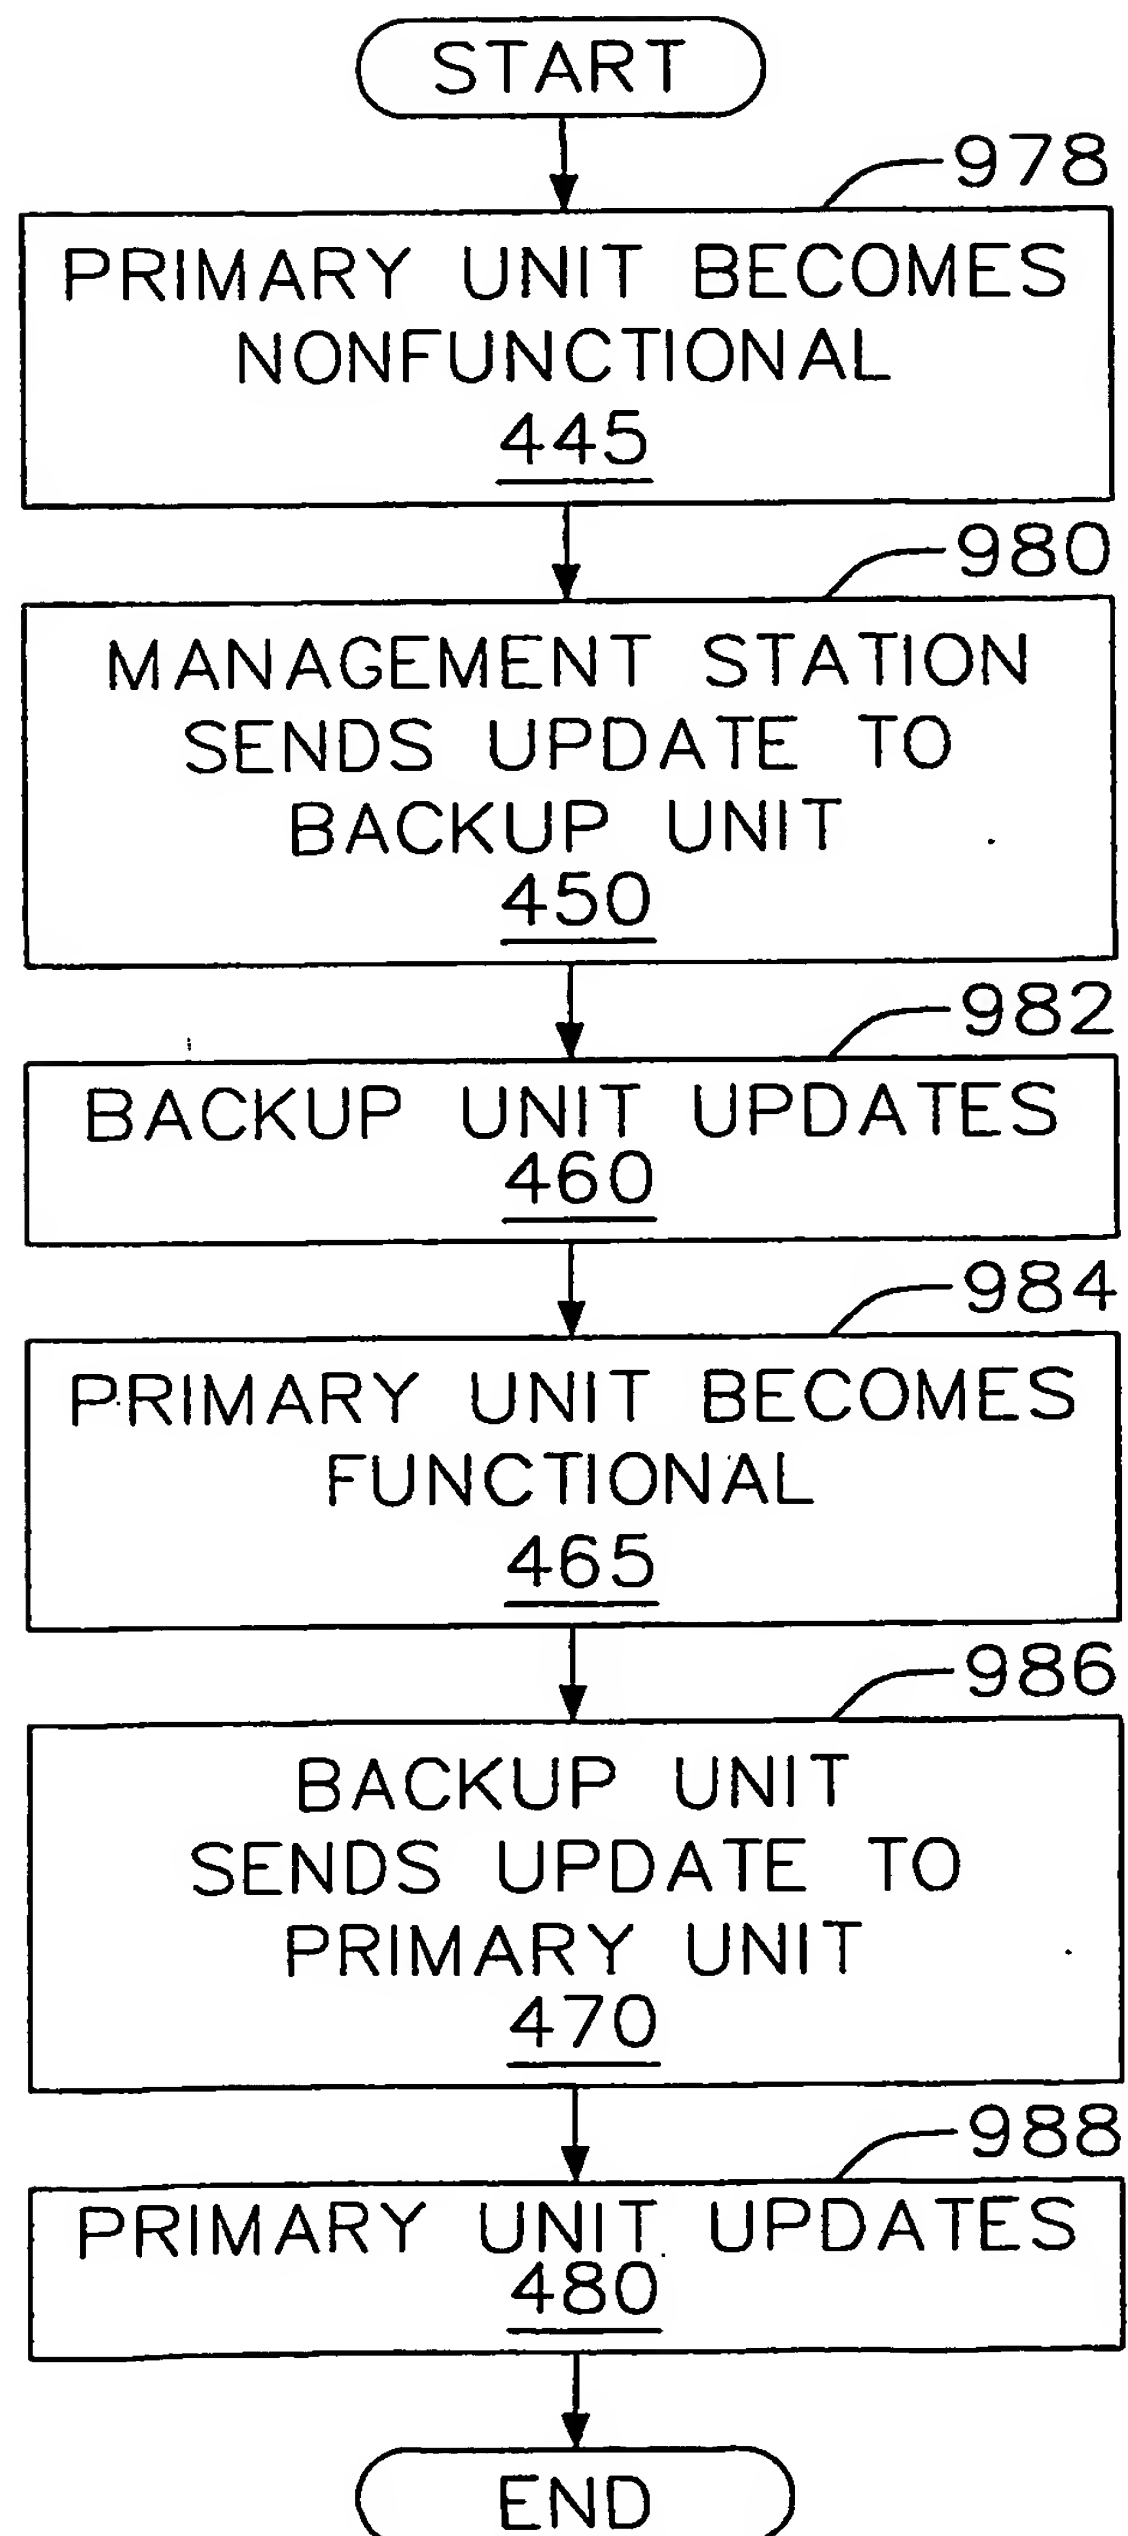 START
978
PRIMARY UNIT BECOMES
NONFUNCTIONAL
445
980
MANAGEMENT STATION
SENDS UPDATE TO
BACKUP UNIT
450
982
BACKUP UNIT UPDATES
460
984
PRIMARY UNIT BECOMES
FUNCTIONAL
465
986
BACKUP UNIT
SENDS UPDATE TO
PRIMARY UNIT
470
988
PRIMARY UNIT UPDATES
480
END